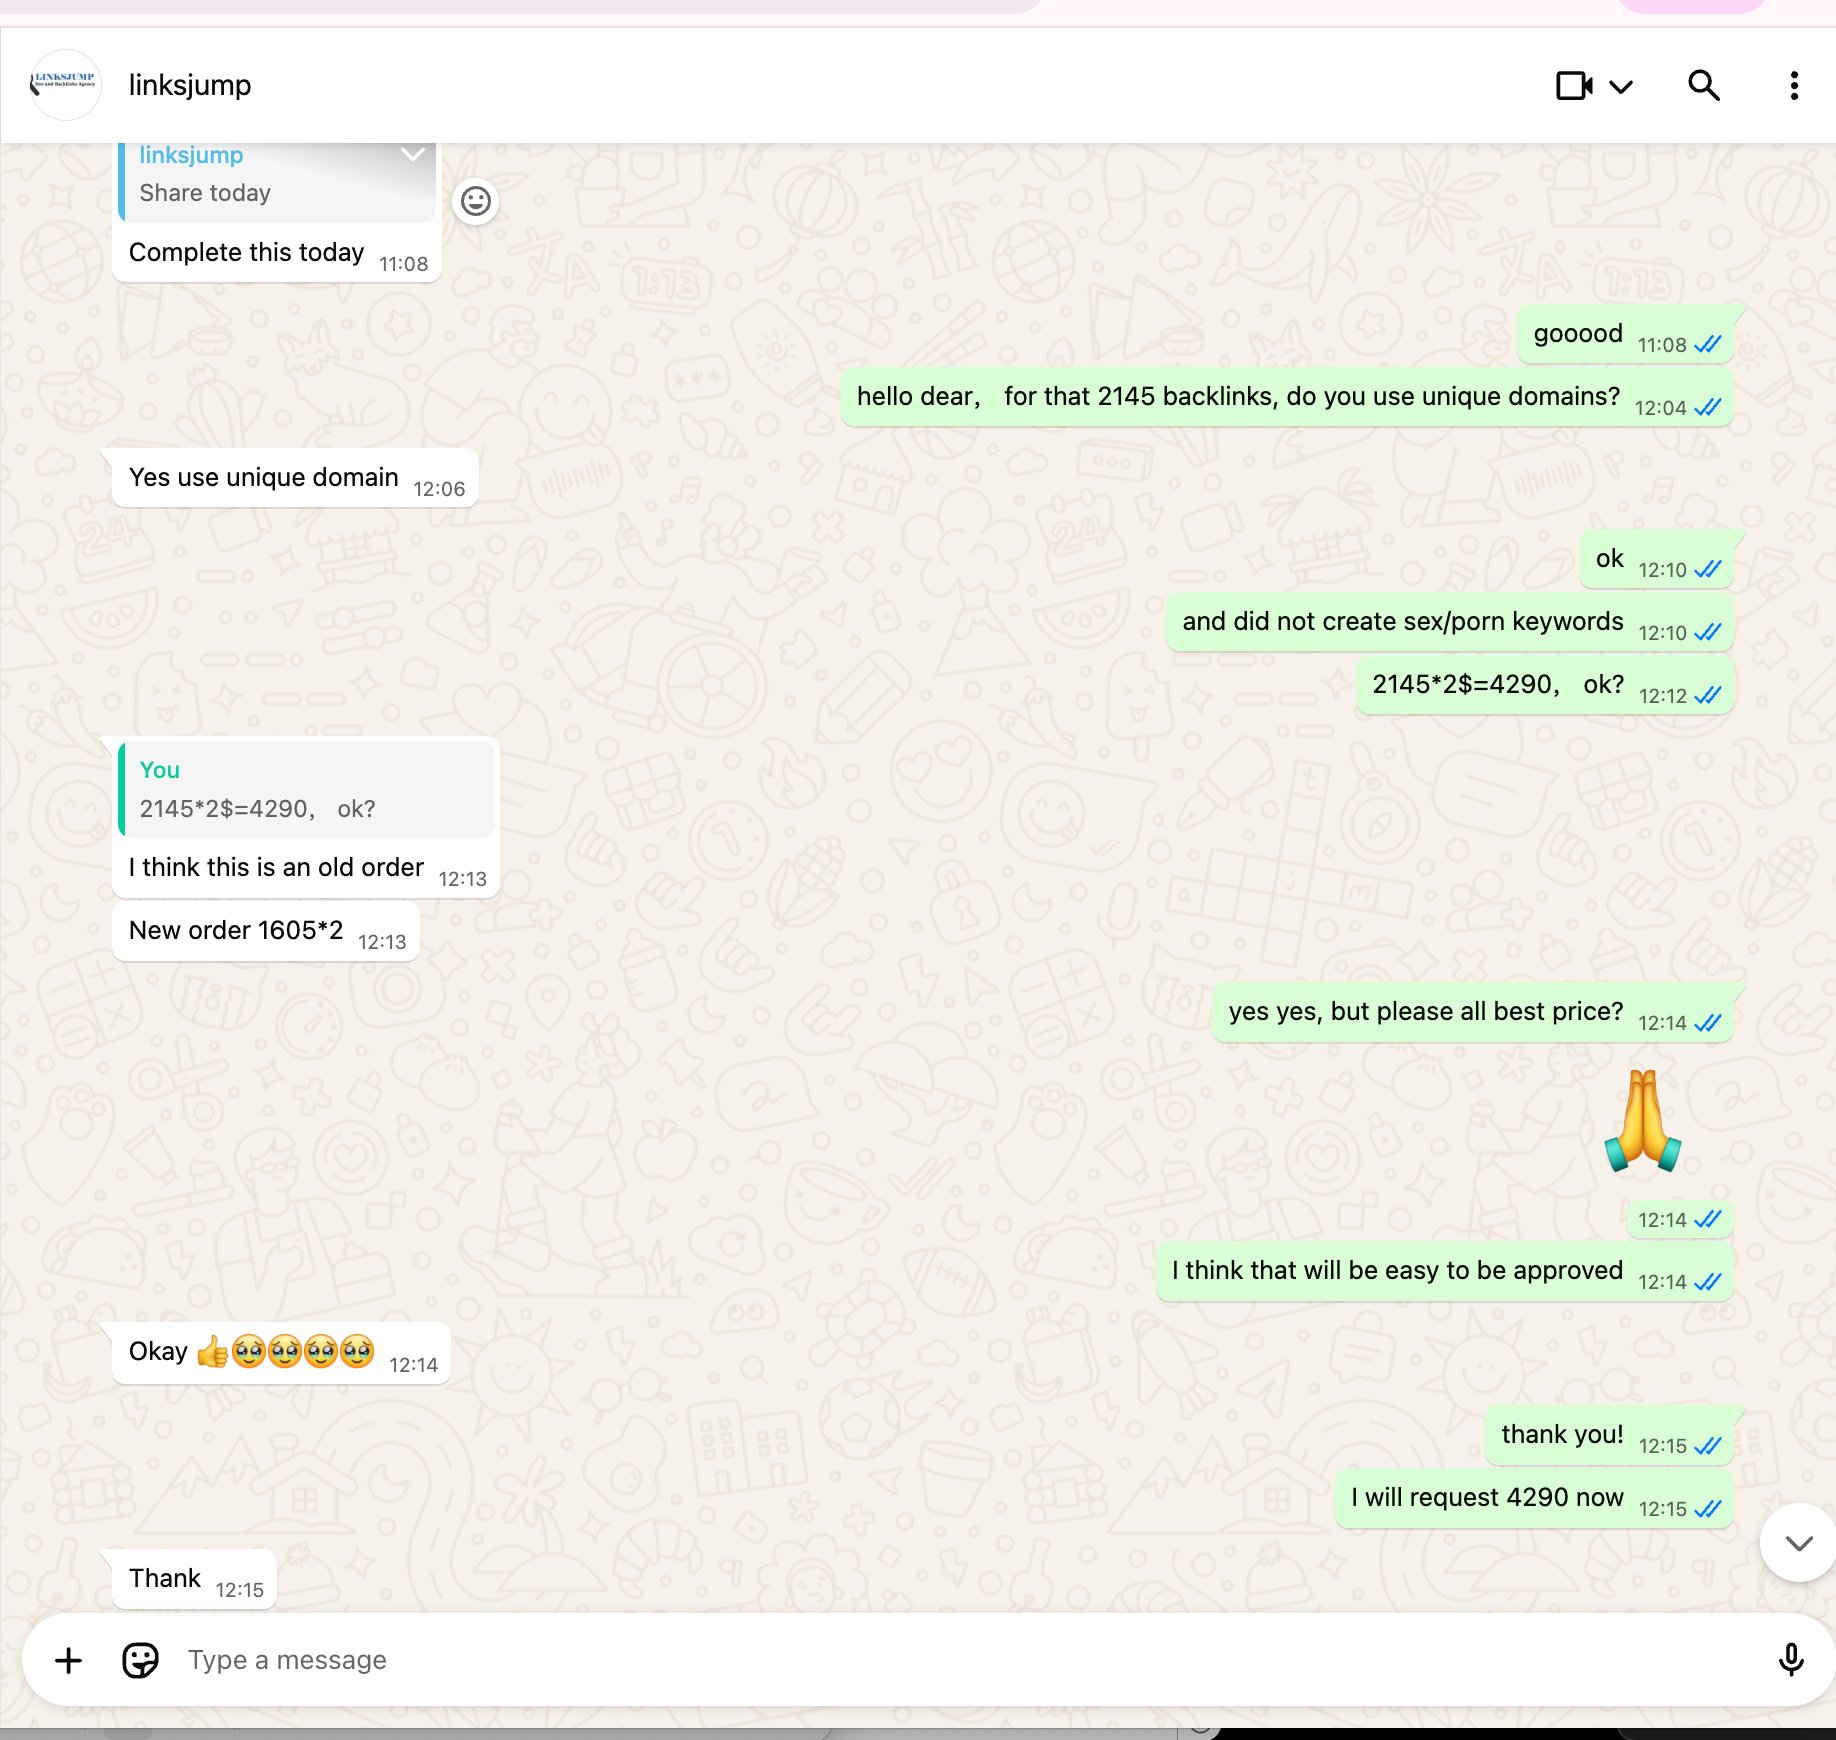 LINKSJUMP
Seo and Backlinks Agency
linksjump
linksjump
Share today
Complete this today 11:08
gooood 11:08
hello dear， for that 2145 backlinks, do you use unique domains? 12:04
Yes use unique domain 12:06
ok 12:10
and did not create sex/porn keywords 12:10
2145*2$=4290， ok? 12:12
You
2145*2$=4290， ok?
I think this is an old order 12:13
New order 1605*2 12:13
yes yes, but please all best price? 12:14
🙏
12:14
I think that will be easy to be approved 12:14
Okay 👍🥹🥹🥹🥹 12:14
thank you! 12:15
I will request 4290 now 12:15
Thank 12:15
Type a message